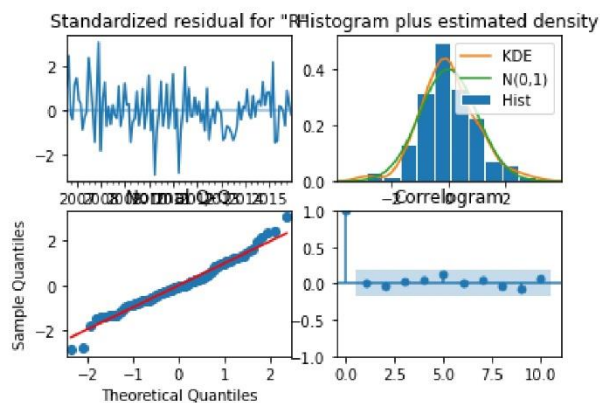 Standardized residual for "R"
Histogram plus estimated density
2
0
−2
KDE
N(0,1)
Hist
0.4
0.2
0.0
−2 0 2
Correlogram
Sample Quantiles
2
0
−2
−2 −1 0 1 2
Theoretical Quantiles
1.0
0.5
0.0
−0.5
−1.0
0.0 2.5 5.0 7.5 10.0